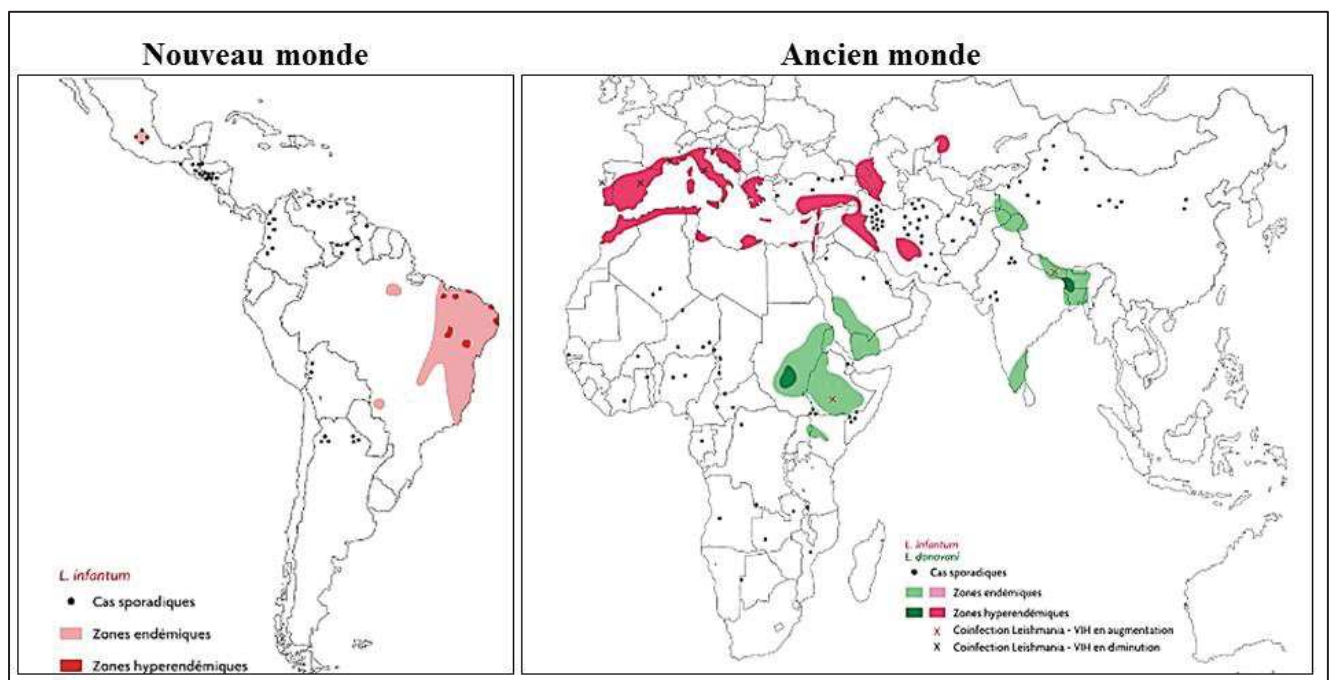 Nouveau monde
Ancien monde
L. infantum
• Cas sporadiques
Zones endémiques
Zones hyperendémiques
L. infantum
L. donovani
• Cas sporadiques
Zones endémiques
Zones hyperendémiques
x Coinfection Leishmania - VIH en augmentation
x Coinfection Leishmania - VIH en diminution